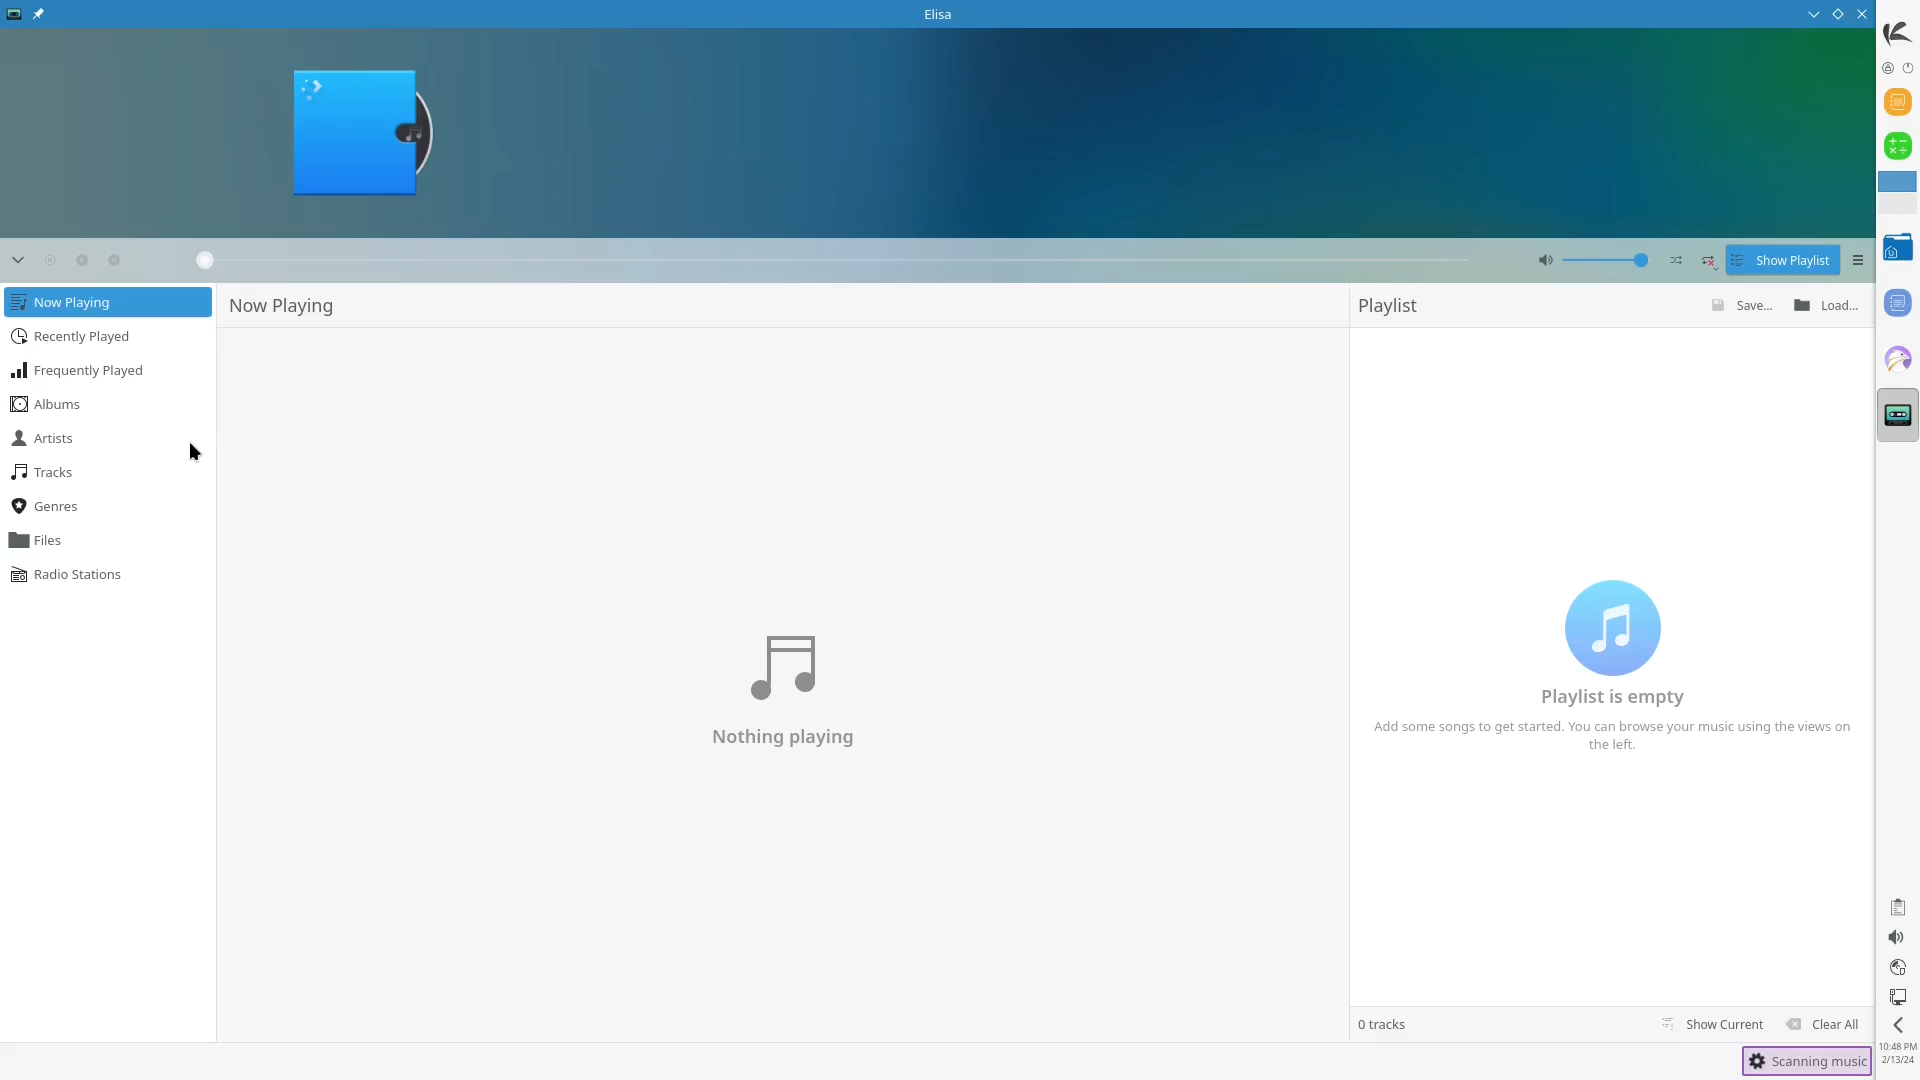 Elisa
Show Playlist
Now Playing
Recently Played
Frequently Played
Albums
Artists
Tracks
Genres
Files
Radio Stations
Now Playing
Nothing playing
Playlist
Save...
Load...
Playlist is empty
Add some songs to get started. You can browse your music using the views on
the left.
0 tracks
Show Current
Clear All
Scanning music
10:48 PM
2/13/24